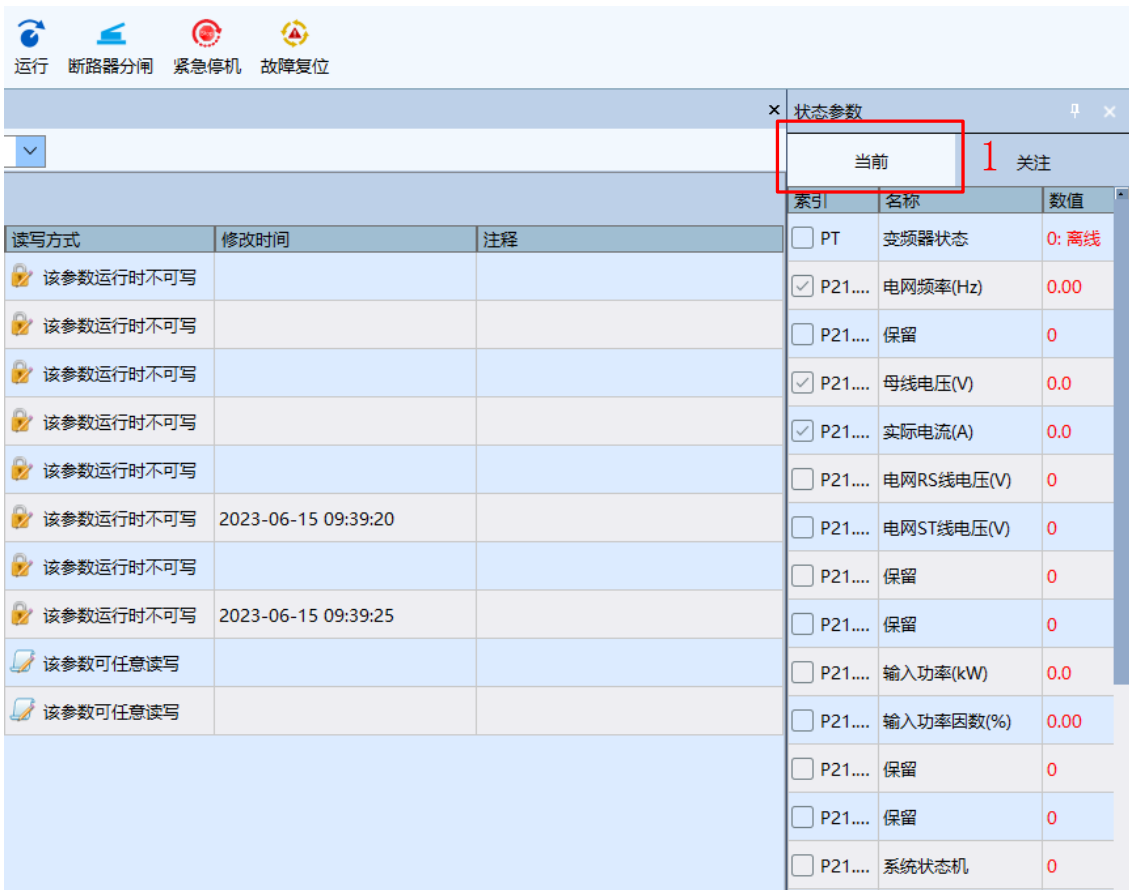 运行 断路器分闸 紧急停机 故障复位
状态参数
当前 1 关注
索引 名称 数值
读写方式 修改时间 注释
PT 变频器状态 0: 离线
该参数运行时不可写
P21.... 电网频率(Hz) 0.00
该参数运行时不可写
P21.... 保留 0
该参数运行时不可写
P21.... 母线电压(V) 0.0
该参数运行时不可写
P21.... 实际电流(A) 0.0
该参数运行时不可写
P21.... 电网RS线电压(V) 0
该参数运行时不可写 2023-06-15 09:39:20
P21.... 电网ST线电压(V) 0
该参数运行时不可写
P21.... 保留 0
该参数运行时不可写 2023-06-15 09:39:25
P21.... 保留 0
该参数可任意读写
P21.... 输入功率(kW) 0.0
该参数可任意读写
P21.... 输入功率因数(%) 0.00
P21.... 保留 0
P21.... 保留 0
P21.... 系统状态机 0